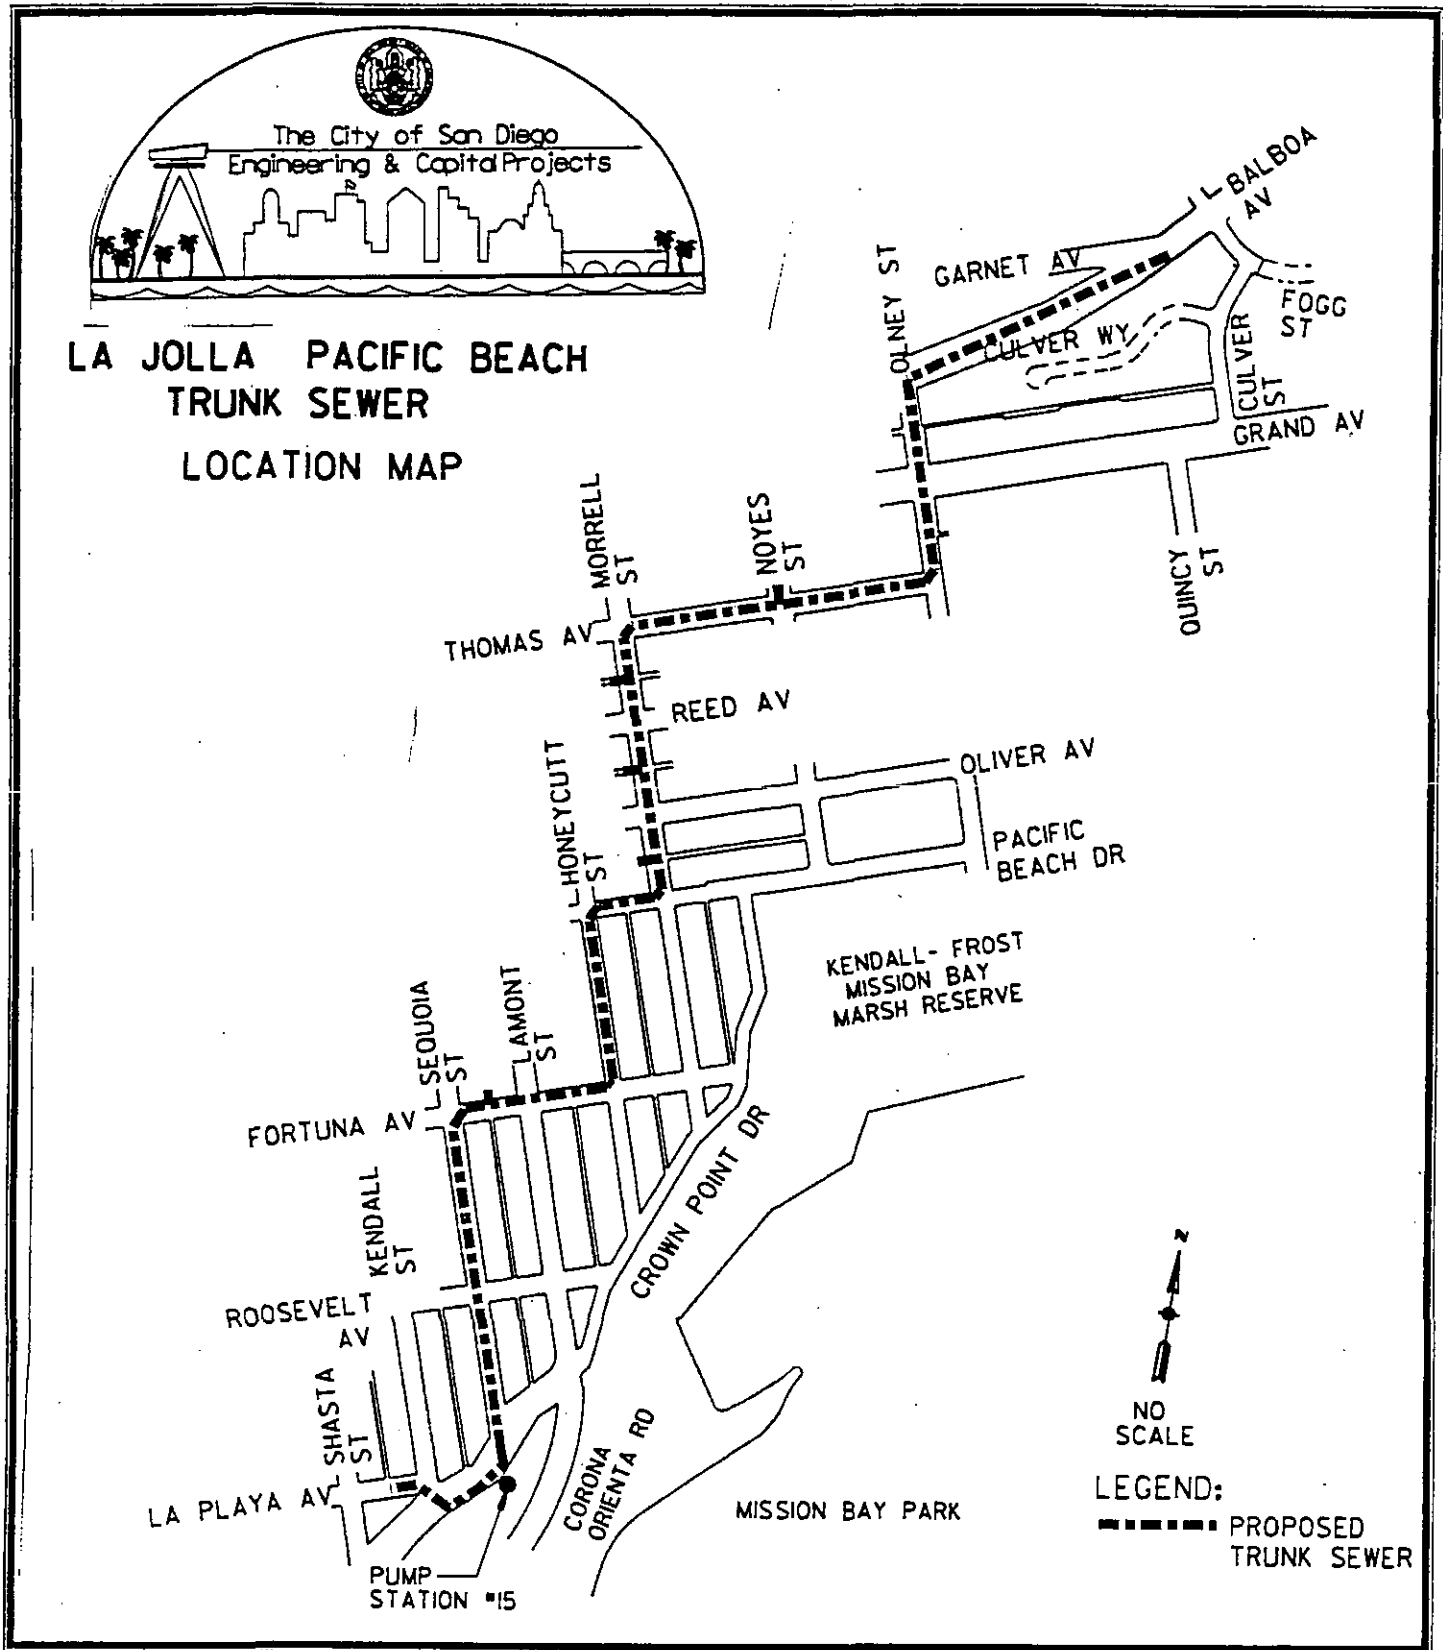 The City of San Diego
Engineering & Capital Projects
LA JOLLA PACIFIC BEACH
TRUNK SEWER
LOCATION MAP
BALBOA
AV
GARNET AV
OLNEY ST
FOGG
ST
CULVER WY
CULVER
ST
GRAND AV
QUINCY
ST
MORRELL
ST
NOYES
ST
THOMAS AV
REED AV
OLIVER AV
HONEYCUTT
ST
PACIFIC
BEACH DR
KENDALL- FROST
MISSION BAY
MARSH RESERVE
SEQUOIA
ST
LAMONT
ST
FORTUNA AV
CROWN POINT DR
KENDALL
ST
ROOSEVELT
AV
SHASTA
ST
LA PLAYA AV
CORONA
ORIENTA RD
MISSION BAY PARK
PUMP
STATION #15
N
NO
SCALE
LEGEND:
PROPOSED
TRUNK SEWER